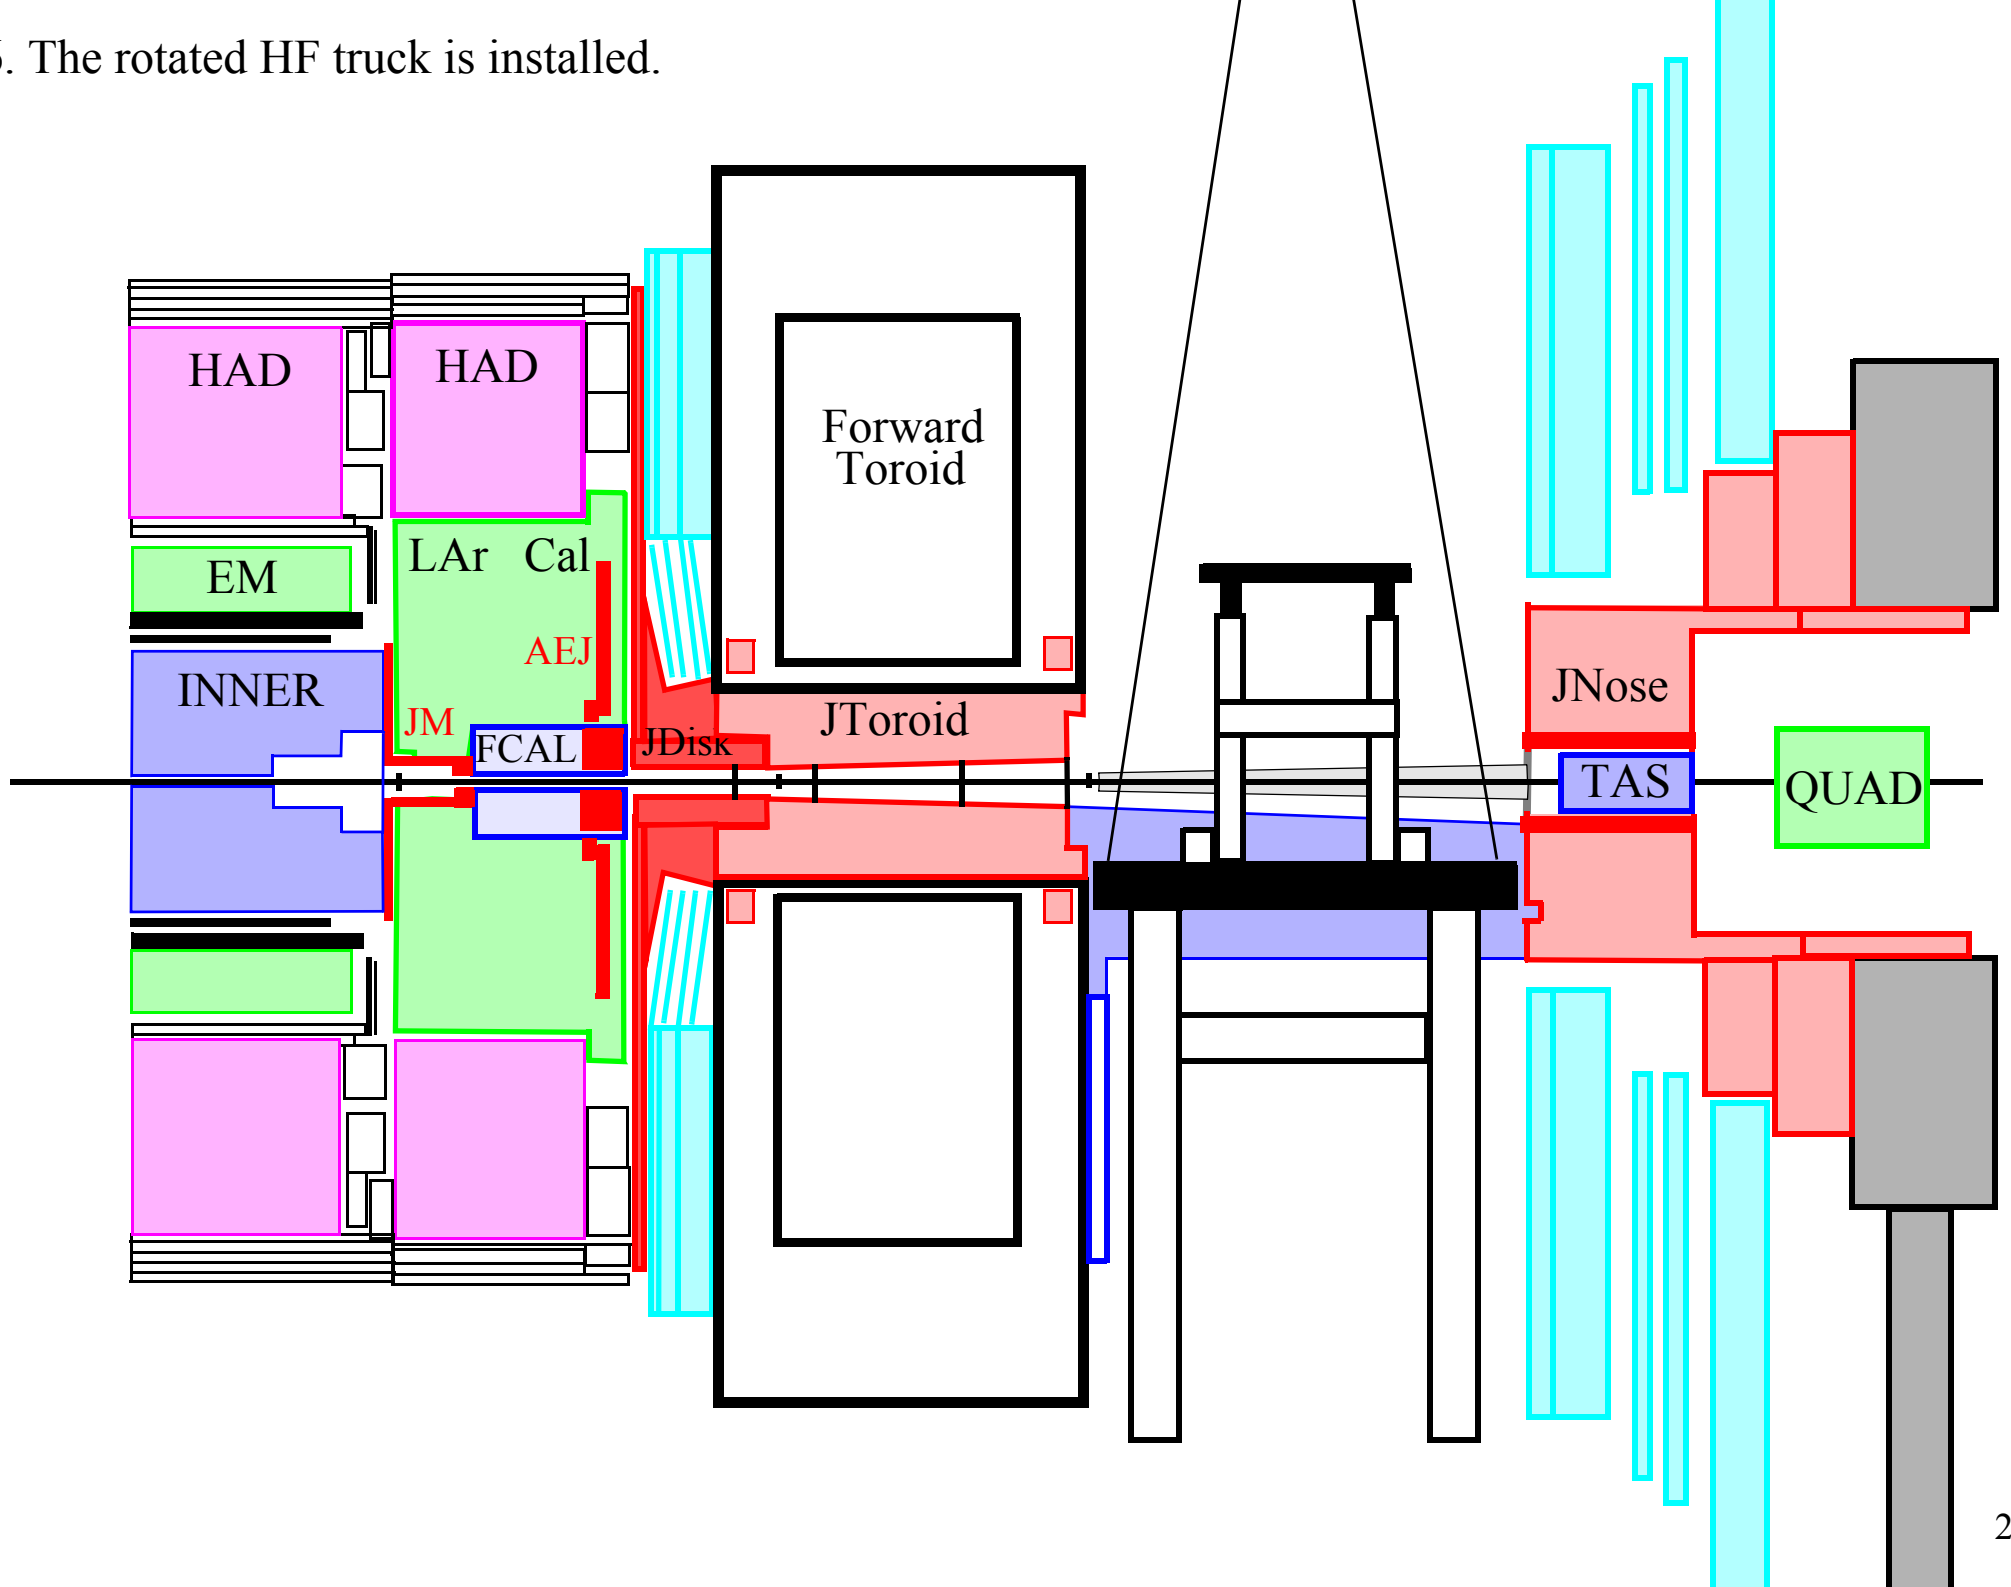 . The rotated HF truck is installed.
HAD
HAD
Forward
Toroid
LAr Cal
EM
AEJ
INNER
JM
FCAL
JDisk
JToroid
JNose
TAS
QUAD
2